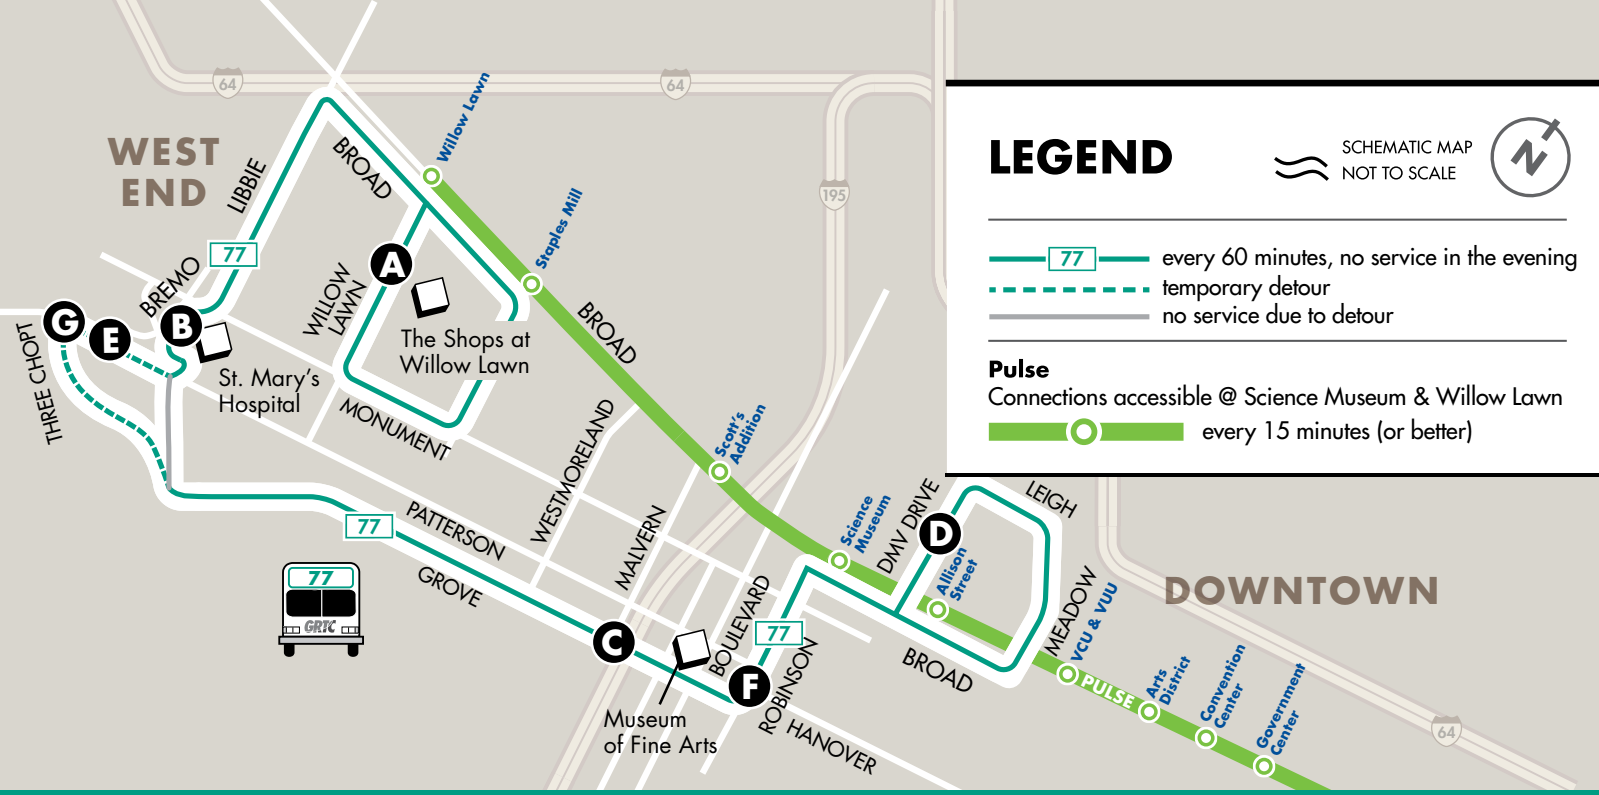 64
64
195
64
WEST
END
DOWNTOWN
LIBBIE
BROAD
Willow Lawn
Staples Mill
BREMO
77
A
WILLOW
LAWN
The Shops at
Willow Lawn
BROAD
G
E
B
THREE CHOPT
St. Mary's
Hospital
MONUMENT
WESTMORELAND
Scott's
Addition
PATTERSON
77
GROVE
77
GRTC
MALVERN
C
Museum
of Fine Arts
BOULEVARD
77
F
ROBINSON
HANOVER
Science
Museum
DMV DRIVE
D
Allison
Street
LEIGH
BROAD
MEADOW
VCU & VUU
PULSE
Arts
District
Convention
Center
Government
Center
LEGEND
SCHEMATIC MAP
NOT TO SCALE
N
77 every 60 minutes, no service in the evening
temporary detour
no service due to detour
Pulse
Connections accessible @ Science Museum & Willow Lawn
every 15 minutes (or better)